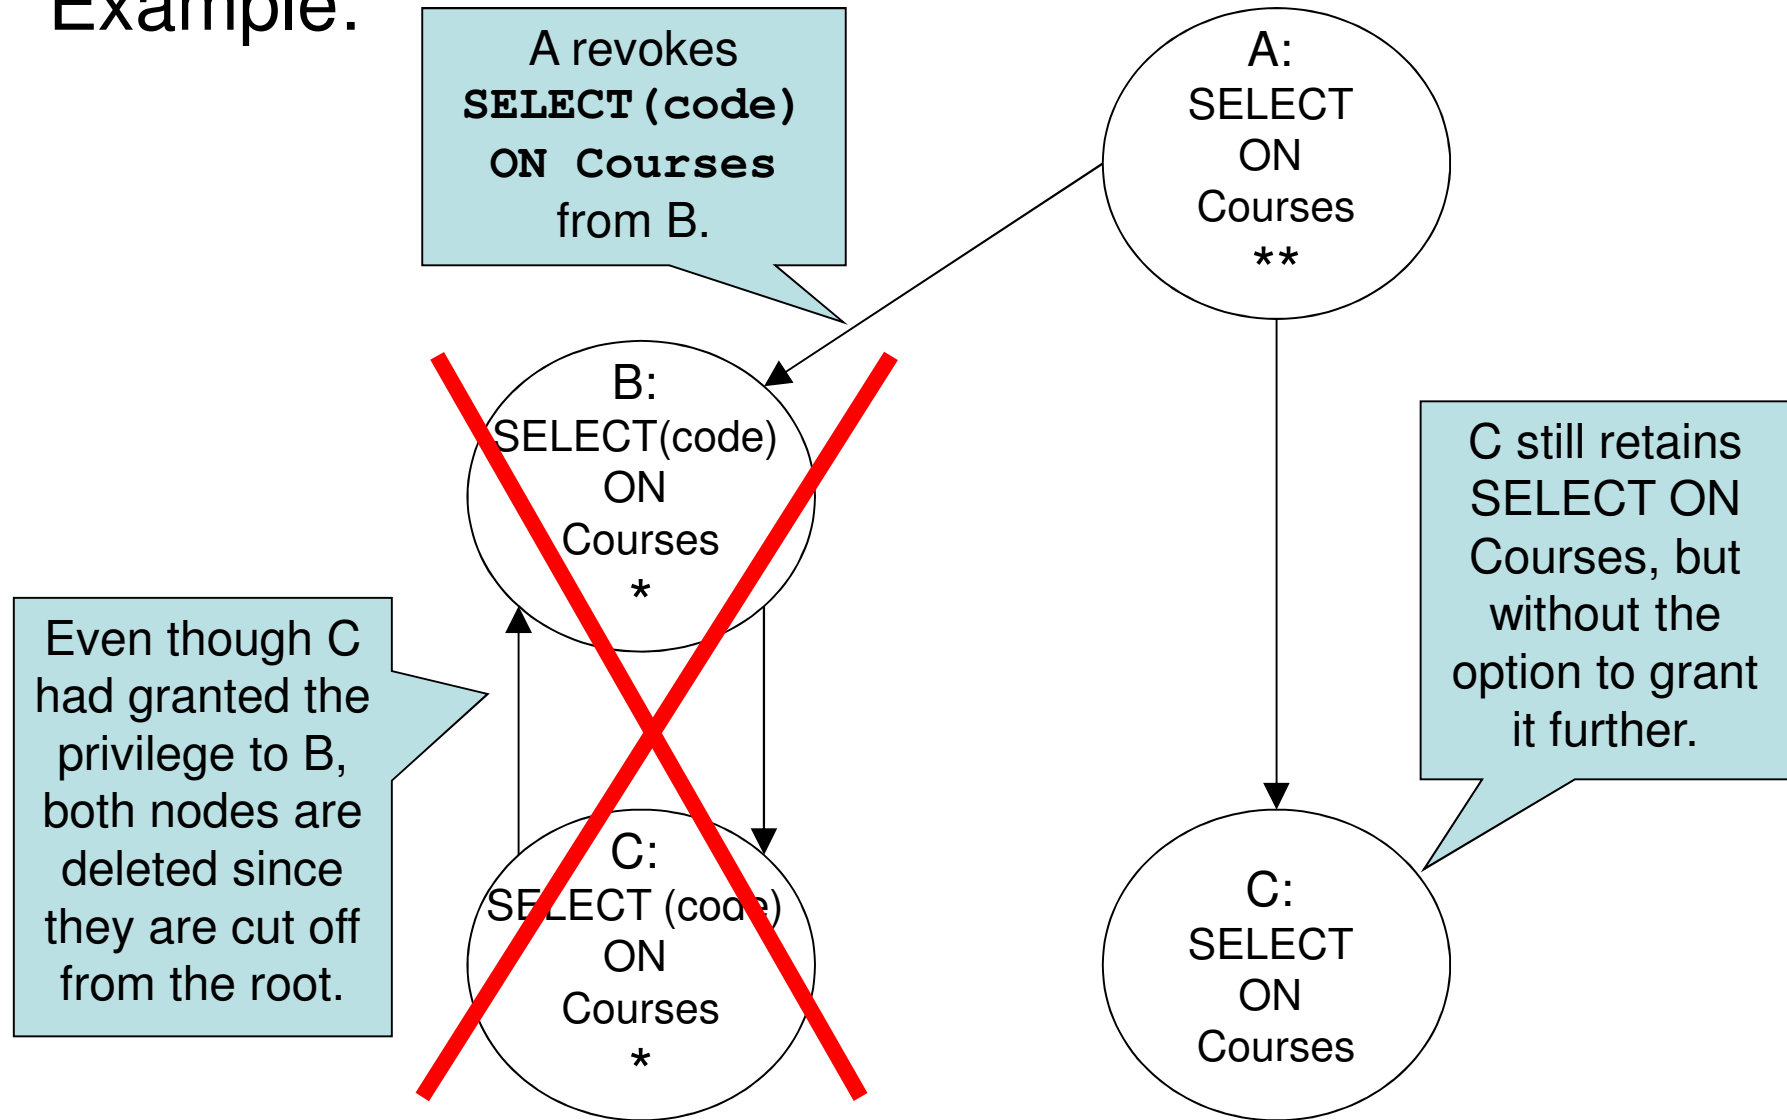 Example:
A revokes
SELECT(code)
ON Courses
from B.
A:
SELECT
ON
Courses
**
B:
SELECT(code)
ON
Courses
*
C still retains
SELECT ON
Courses, but
without the
option to grant
it further.
Even though C
had granted the
privilege to B,
both nodes are
deleted since
they are cut off
from the root.
C:
SELECT (code)
ON
Courses
*
C:
SELECT
ON
Courses